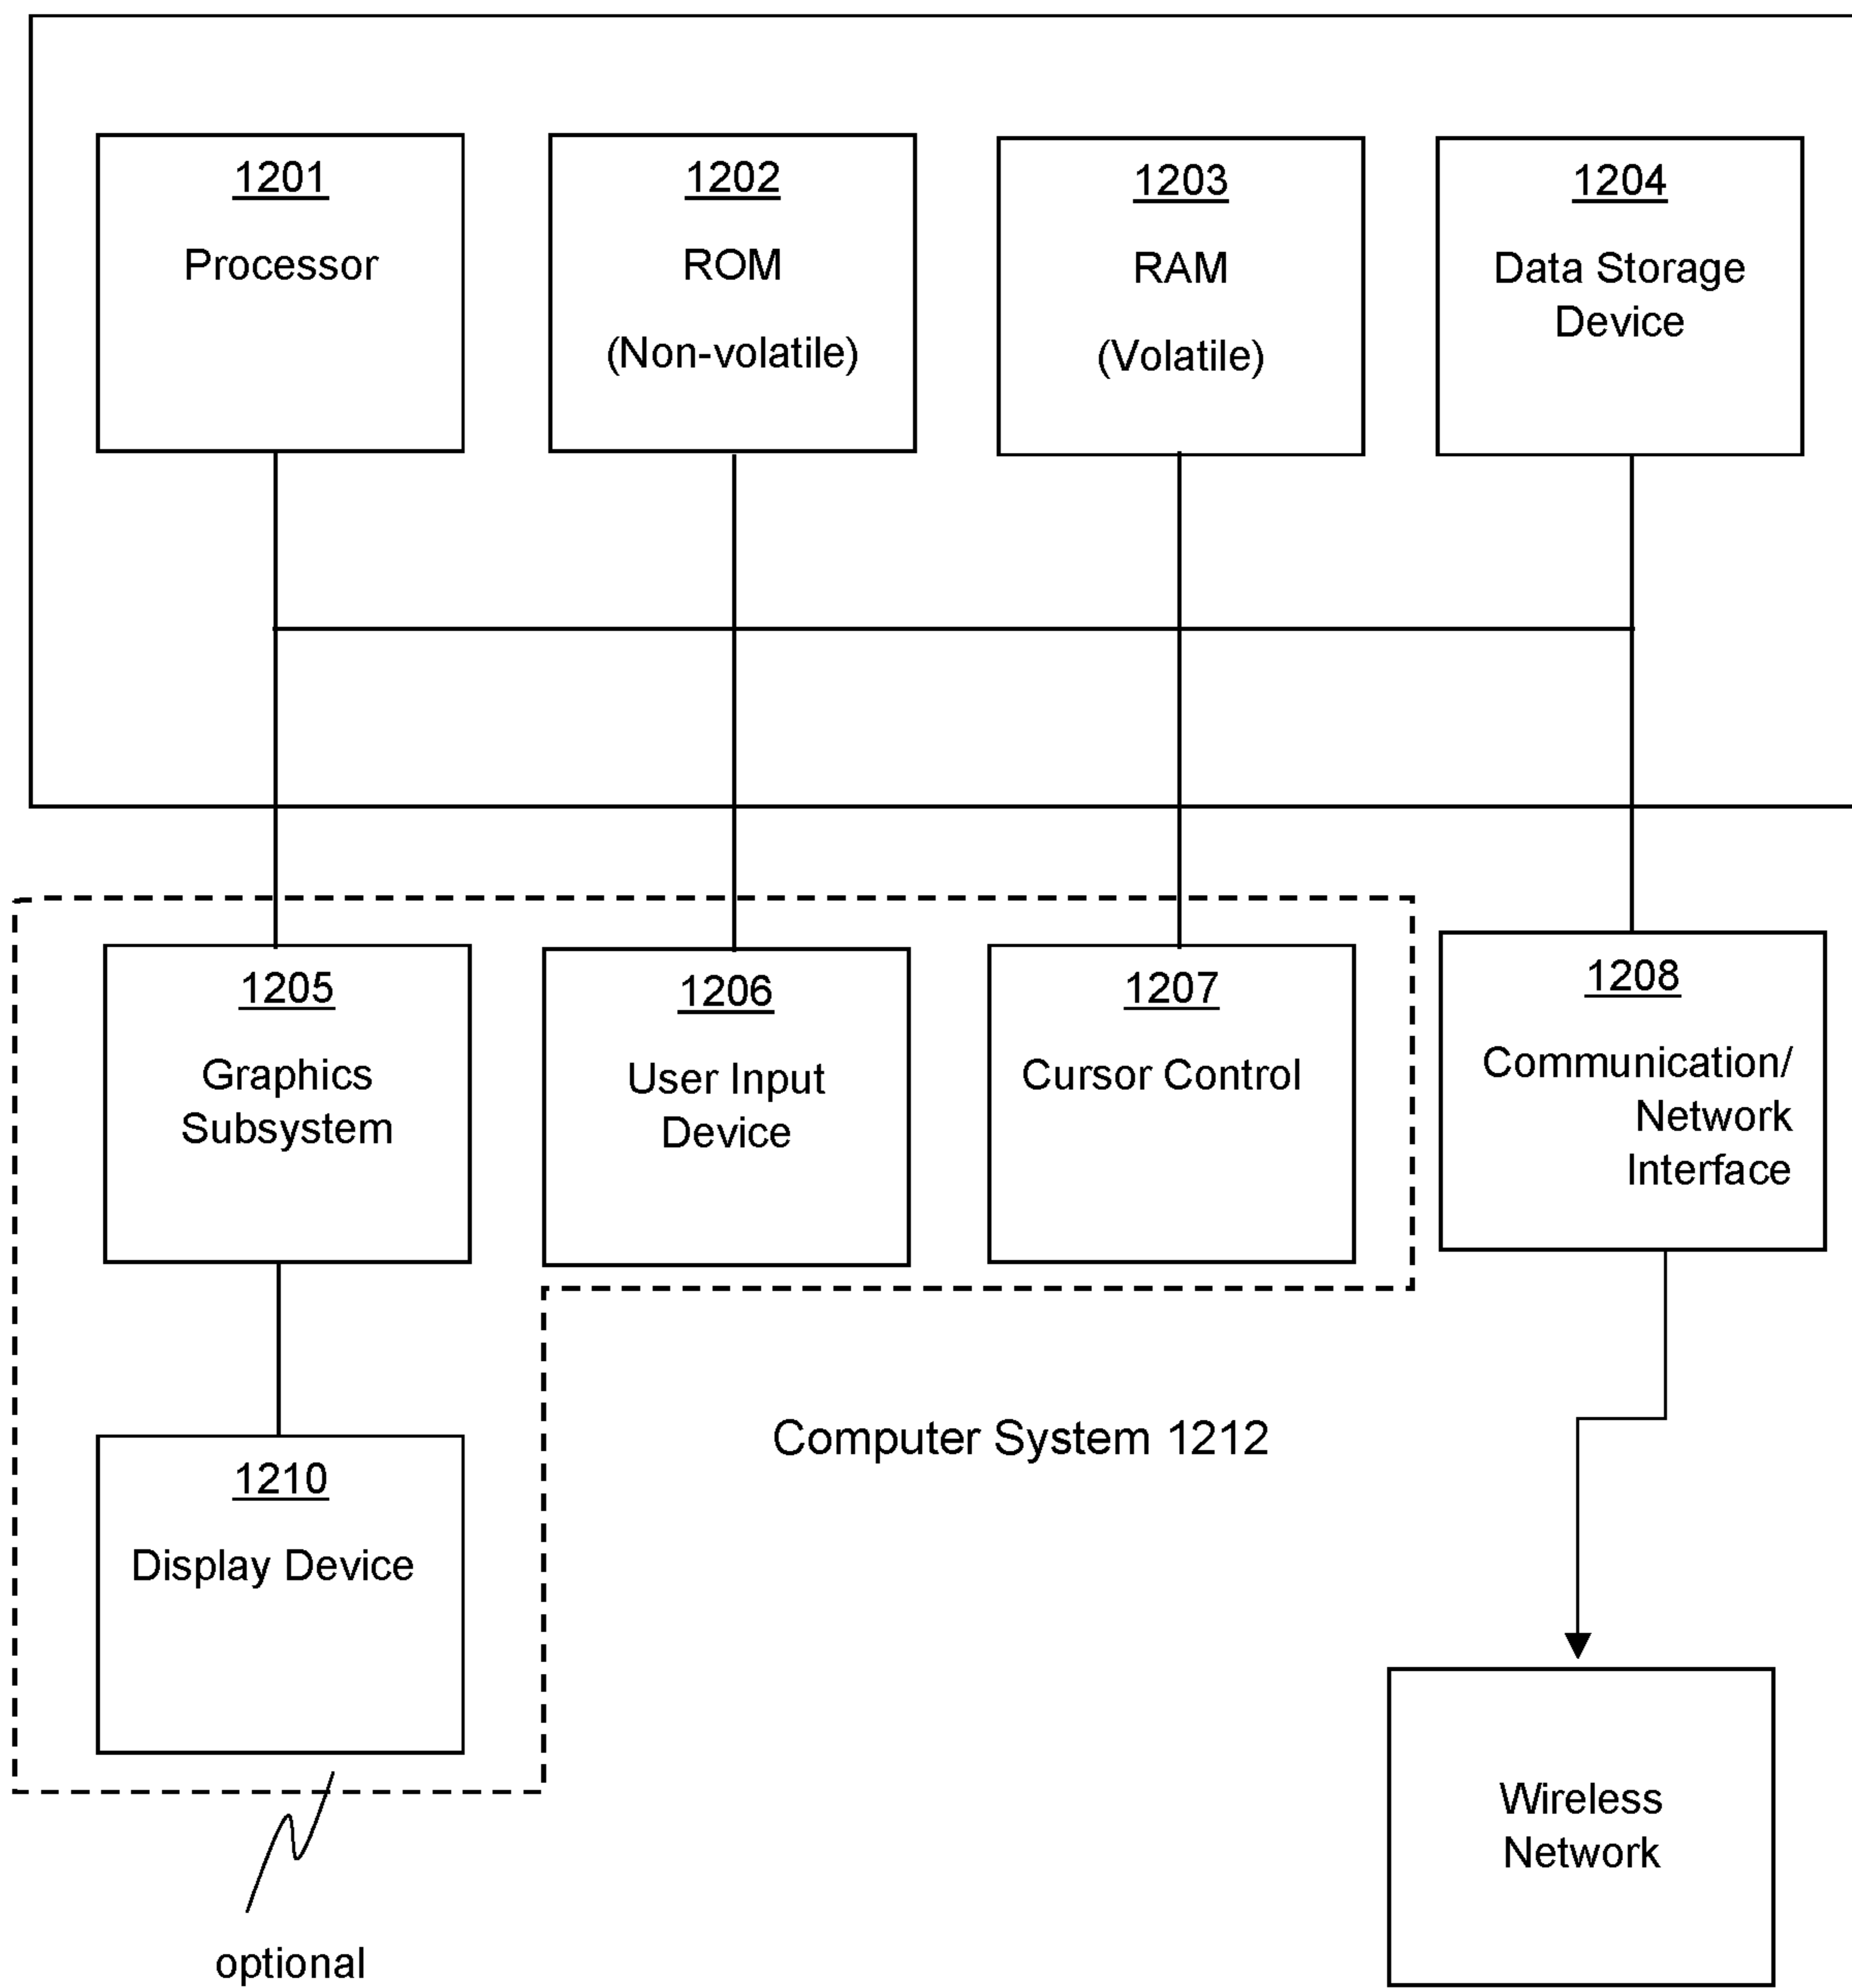 1201
Processor
1202
ROM
(Non-volatile)
1203
RAM
(Volatile)
1204
Data Storage
Device
1205
Graphics
Subsystem
1206
User Input
Device
1207
Cursor Control
1208
Communication/
Network
Interface
Computer System 1212
1210
Display Device
Wireless
Network
optional